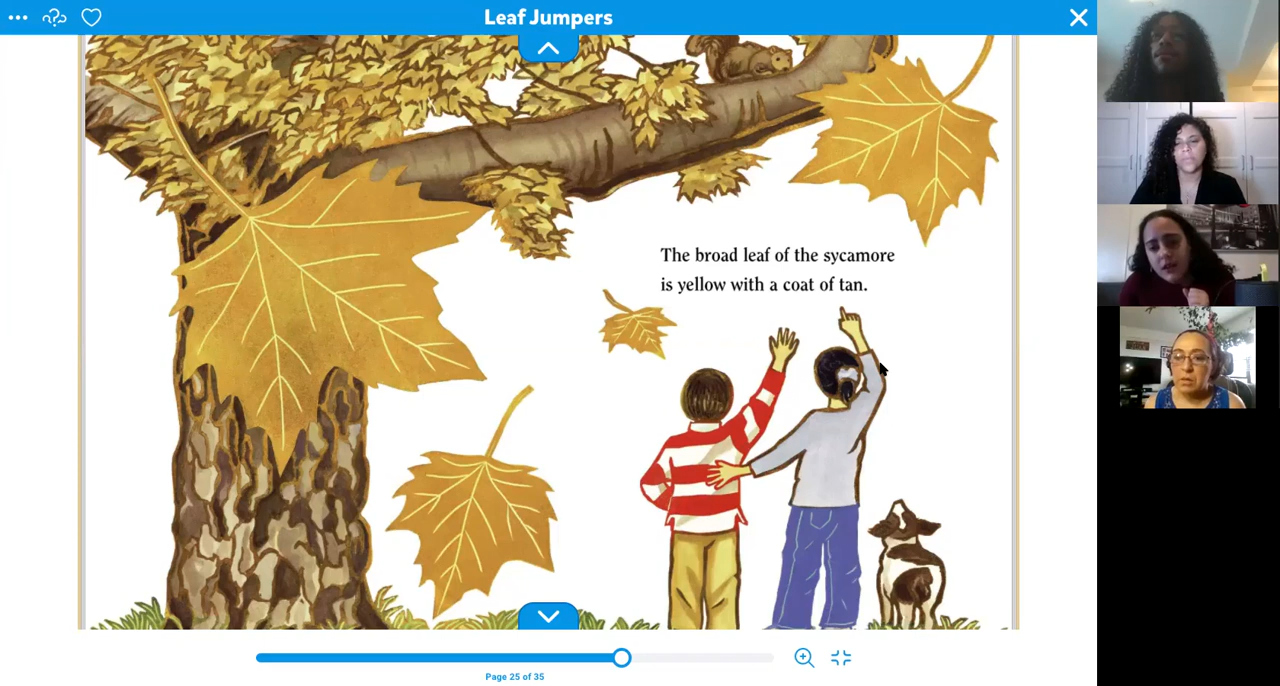 Leaf Jumpers
The broad leaf of the sycamore
is yellow with a coat of tan.
Page 25 of 35